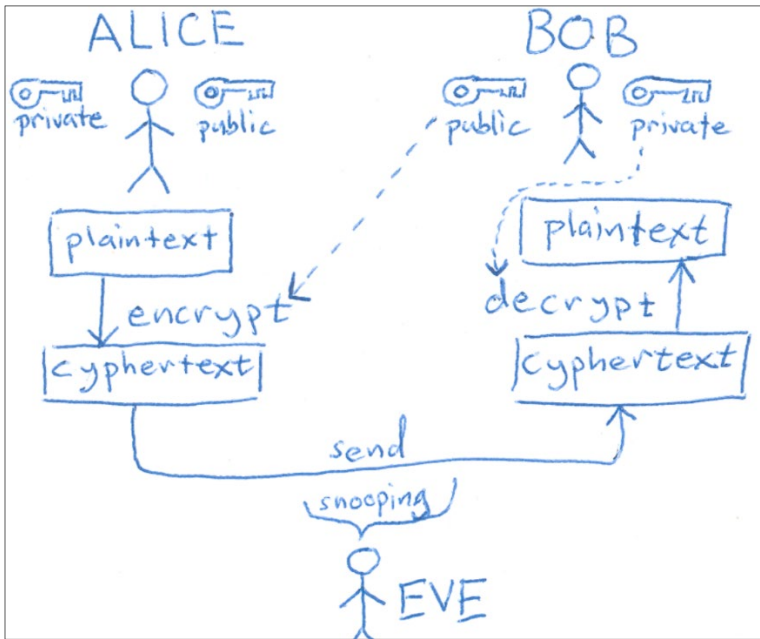 ALICE
BOB
private
public
public
private
plaintext
plaintext
encrypt
decrypt
cyphertext
cyphertext
send
snooping
EVE